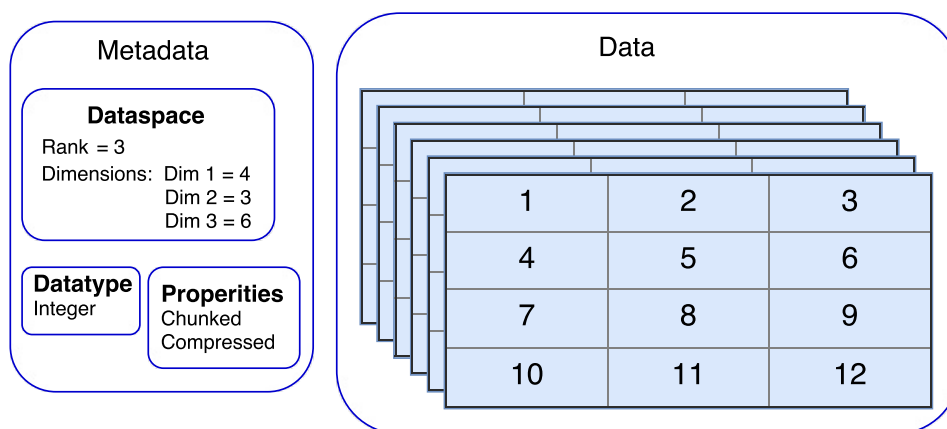 Metadata
Dataspace
Rank = 3
Dimensions: Dim 1 = 4
Dim 2 = 3
Dim 3 = 6
Datatype
Integer
Properities
Chunked
Compressed
Data
1 2 3
4 5 6
7 8 9
10 11 12